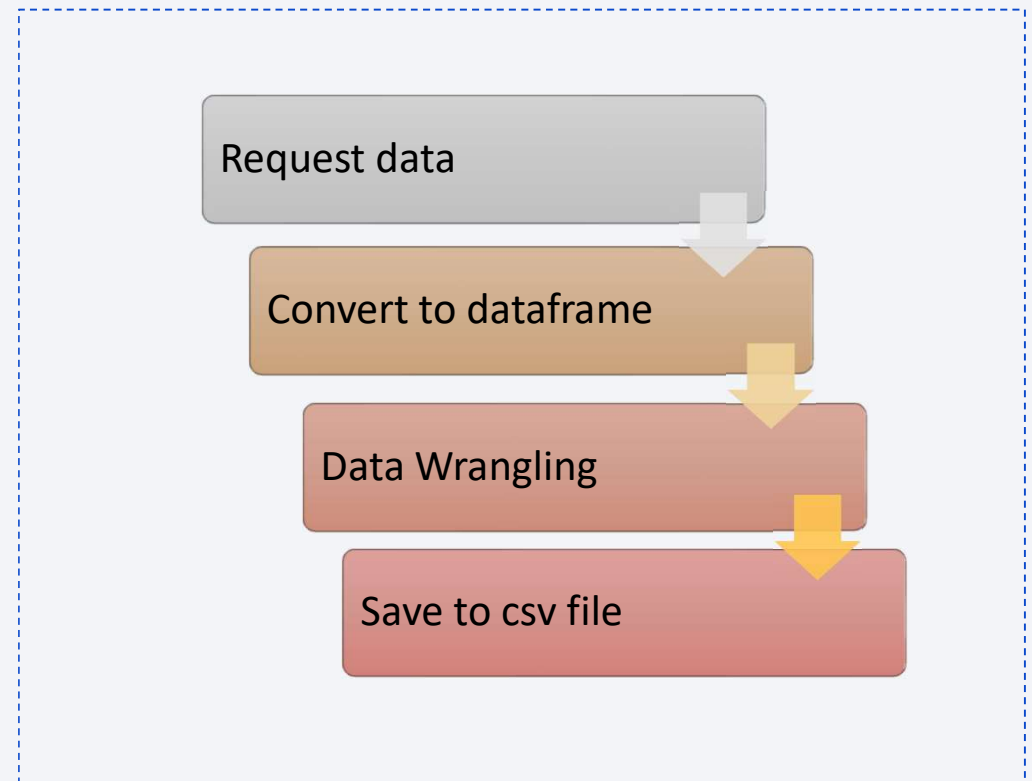 Request data
Convert to dataframe
Data Wrangling
Save to csv file